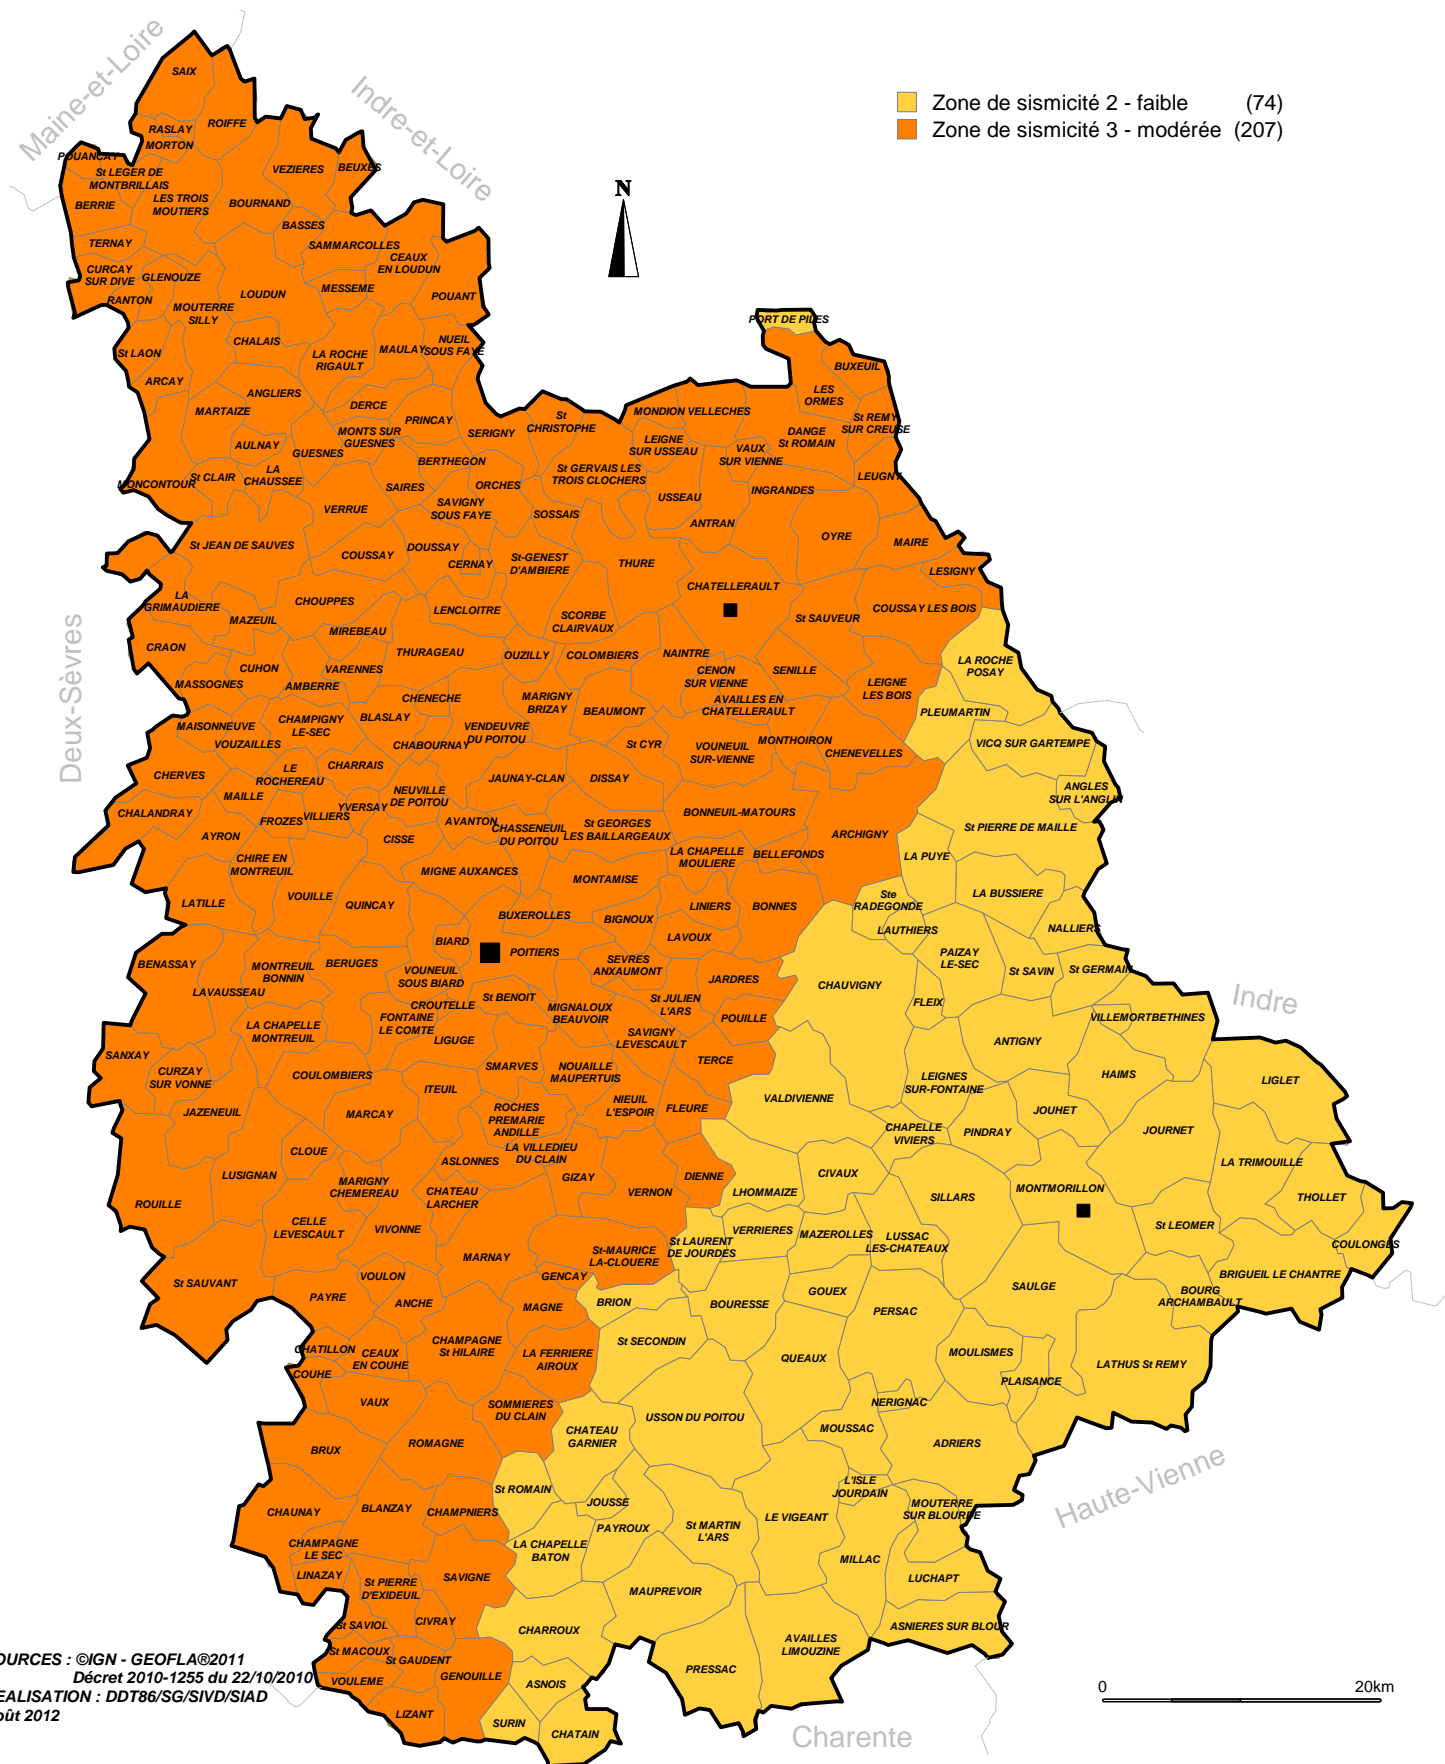 Maine-et-Loire
Indre-et-Loire
Zone de sismicité 2 - faible (74)
Zone de sismicité 3 - modérée (207)
N
SAIX
RASLAY
ROIFFE
MORTON
POUANCAY
St LEGER DE
MONTBRILLAIS
VEZIERES
BEUXES
BERRIE
LES TROIS
MOUTIERS
BOURNAND
BASSES
TERNAY
SAMMARCOLLES
CEAUX
EN LOUDUN
CURCAY
SUR DIVE
GLENOUZE
RANTON
MOUTERRE
SILLY
LOUDUN
MESSEME
POUANT
PORT DE PILES
St LAON
CHALAIS
LA ROCHE
RIGAULT
MAULAY
NUEIL
SOUS FAYE
ARCAY
ANGLIERS
BUXEUIL
LES
ORMES
MARTAIZE
DERCE
PRINCAY
SERIGNY
St
CHRISTOPHE
MONDION
VELLECHES
DANGE
St ROMAIN
St REMY
SUR CREUSE
AULNAY
GUESNES
MONTS SUR
GUESNES
LEIGNE
SUR USSEAU
VAUX
SUR VIENNE
MONCONTOUR
St CLAIR
LA
CHAUSSEE
BERTHEGON
St GERVAIS LES
TROIS CLOCHERS
LEUGNY
SAIRES
ORCHES
USSEAU
INGRANDES
VERRUE
SAVIGNY
SOUS FAYE
SOSSAIS
ANTRAN
OYRE
MAIRE
St JEAN DE SAUVES
COUSSAY
DOUSSAY
CERNAY
St-GENEST
D'AMBIERE
THURE
LESIGNY
CHATELLERAULT
LA
GRIMAUDIERE
CHOUPPES
LENCLOITRE
SCORBE
CLAIRVAUX
St SAUVEUR
COUSSAY LES BOIS
MAZEUIL
MIREBEAU
CRAON
CUHON
VARENNES
THURAGEAU
OUZILLY
COLOMBIERS
NAINTRE
CENON
SUR VIENNE
SENILLE
LEIGNE
LES BOIS
LA ROCHE
POSAY
MASSOGNES
AMBERRE
CHENECHE
MARIGNY
BRIZAY
BEAUMONT
AVAILLES EN
CHATELLERAULT
PLEUMARTIN
MAISONNEUVE
CHAMPIGNY
LE-SEC
BLASLAY
VENDEUVRE
DU POITOU
Deux-Sèvres
VOUZAILLES
CHABOURNAY
St CYR
VOUNEUIL
SUR-VIENNE
MONTHOIRON
CHENEVELLES
VICQ SUR GARTEMPE
CHERVES
LE
ROCHEREAU
CHARRAIS
JAUNAY-CLAN
DISSAY
ANGLES
SUR L'ANGLIN
CHALANDRAY
MAILLE
NEUVILLE
DE POITOU
FROZES
VILLIERS
YVERSAY
AVANTON
CHASSENEUIL
DU POITOU
St GEORGES
LES BAILLARGEAUX
BONNEUIL-MATOURS
ARCHIGNY
St PIERRE DE MAILLE
AYRON
CISSE
CHIRE EN
MONTREUIL
MIGNE AUXANCES
MONTAMISE
LA CHAPELLE
MOULIERE
BELLEFONDS
LA PUYE
LATILLE
VOUILLE
QUINCAY
BUXEROLLES
BIGNOUX
LINIERS
BONNES
Ste
RADEGONDE
LA BUSSIERE
LAUTHIERS
NALLIERS
BIARD
POITIERS
LAVOUX
BENASSAY
LAVAUSSEAU
MONTREUIL
BONNIN
BERUGES
VOUNEUIL
SOUS BIARD
SEVRES
ANXAUMONT
JARDRES
CHAUVIGNY
PAIZAY
LE-SEC
St SAVIN
St GERMAIN
Indre
CROUTELLE
St BENOIT
St JULIEN
L'ARS
FLEIX
LA CHAPELLE
MONTREUIL
FONTAINE
LE COMTE
MIGNALOUX
BEAUVOIR
POUILLE
VILLEMORT
BETHINES
SANXAY
LIGUGE
SAVIGNY
LEVESCAULT
ANTIGNY
CURZAY
SUR VONNE
COULOMBIERS
SMARVES
NOUAILLE
MAUPERTUIS
TERCE
LEIGNES
SUR-FONTAINE
HAIMS
LIGLET
JAZENEUIL
MARCAY
ITEUIL
ROCHES
PREMARIE
ANDILLE
NIEUIL
L'ESPOIR
FLEURE
VALDIVIENNE
JOUHET
CHAPELLE
VIVIERS
PINDRAY
JOURNET
CLOUE
ASLONNES
LA VILLEDIEU
DU CLAIN
LUSIGNAN
MARIGNY
CHEMEREAU
CHATEAU
LARCHER
GIZAY
VERNON
DIENNE
LHOMMAIZE
CIVAUX
SILLARS
MONTMORILLON
LA TRIMOUILLE
THOLLET
ROUILLE
CELLE
LEVESCAULT
VIVONNE
VERRIERES
MAZEROLLES
LUSSAC
LES-CHATEAUX
St LEOMER
COULONGES
St LAURENT
DE JOURDES
MARNAY
St-MAURICE
LA-CLOUERE
St SAUVANT
VOULON
GENCAY
BRIGUEIL LE CHANTRE
PAYRE
ANCHE
MAGNE
BRION
BOURESSE
GOUEX
PERSAC
SAULGE
BOURG
ARCHAMBAULT
CHATILLON
CEAUX
EN COUHE
CHAMPAGNE
St HILAIRE
LA FERRIERE
AIROUX
St SECONDIN
QUEAUX
MOULISMES
PLAISANCE
LATHUS St REMY
COUHE
VAUX
SOMMIERES
DU CLAIN
NERIGNAC
USSON DU POITOU
MOUSSAC
ADRIERS
CHATEAU
GARNIER
BRUX
ROMAGNE
St ROMAIN
L'ISLE
JOURDAIN
Haute-Vienne
JOUSSE
CHAUNAY
BLANZAY
CHAMPNIERS
PAYROUX
St MARTIN
L'ARS
LE VIGEANT
MOUTERRE
SUR BLOURDE
CHAMPAGNE
LE SEC
LA CHAPELLE
BATON
MILLAC
LINAZAY
St PIERRE
D'EXIDEUIL
SAVIGNE
MAUPREVOIR
LUCHAPT
St SAVIOL
CIVRAY
CHARROUX
AVAILLES
LIMOUZINE
ASNIERES SUR BLOUR
St MACOUX
St GAUDENT
GENOUILLE
PRESSAC
VOULEME
ASNOIS
LIZANT
SURIN
CHATAIN
Charente
OURCES : ©IGN - GEOFLA®2011
Décret 2010-1255 du 22/10/2010
EALISATION : DDT86/SG/SIVD/SIAD
oût 2012
0 20km